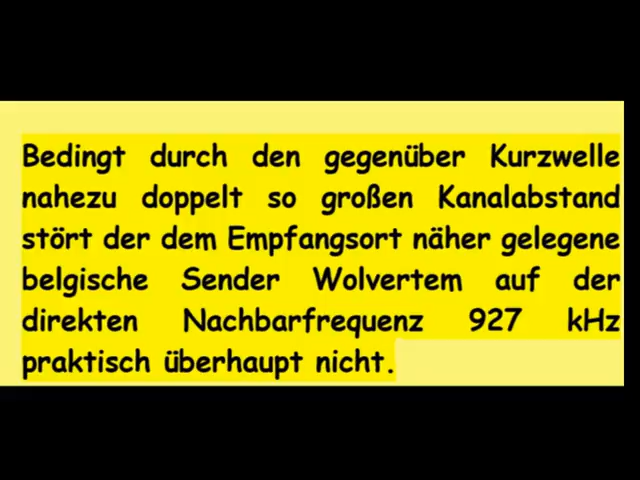 Bedingt durch den gegenüber Kurzwelle
nahezu doppelt so großen Kanalabstand
stört der dem Empfangsort näher gelegene
belgische Sender Wolvertem auf der
direkten Nachbarfrequenz 927 kHz
praktisch überhaupt nicht.